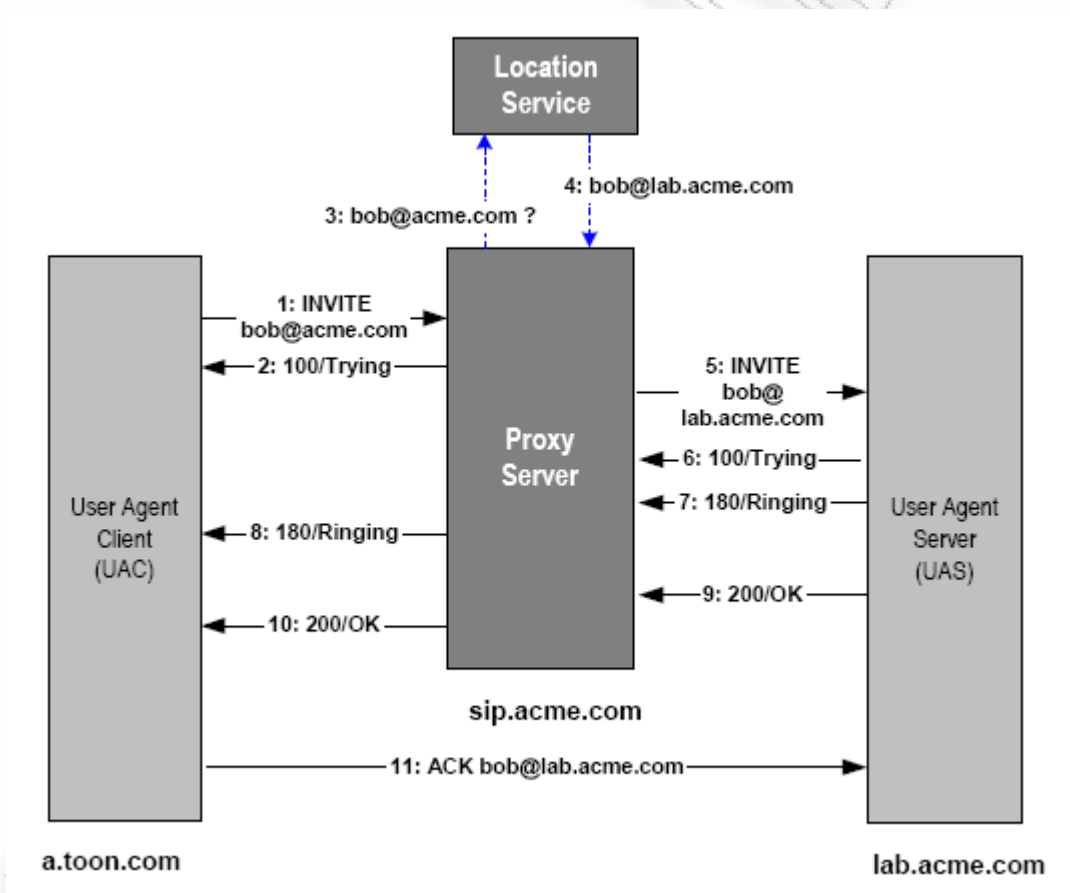 Location
Service
4: bob@lab.acme.com
3: bob@acme.com ?
1: INVITE
bob@acme.com
2: 100/Trying
5: INVITE
bob@
lab.acme.com
Proxy
Server
6: 100/Trying
7: 180/Ringing
User Agent
Client
(UAC)
8: 180/Ringing
User Agent
Server
(UAS)
9: 200/OK
10: 200/OK
sip.acme.com
11: ACK bob@lab.acme.com
a.toon.com
lab.acme.com